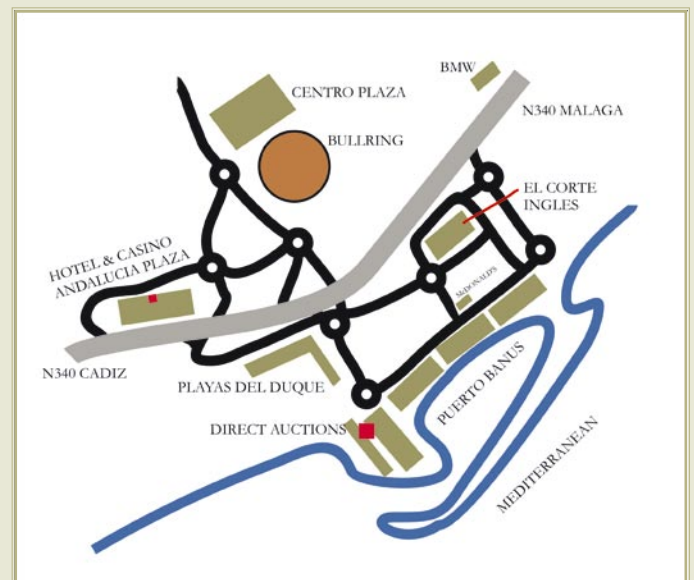 BMW
CENTRO PLAZA
N340 MALAGA
BULLRING
EL CORTE
INGLES
HOTEL & CASINO
ANDALUCIA PLAZA
McDONALD'S
N340 CADIZ
PLAYAS DEL DUQUE
PUERTO BANUS
DIRECT AUCTIONS
MEDITERRANEAN